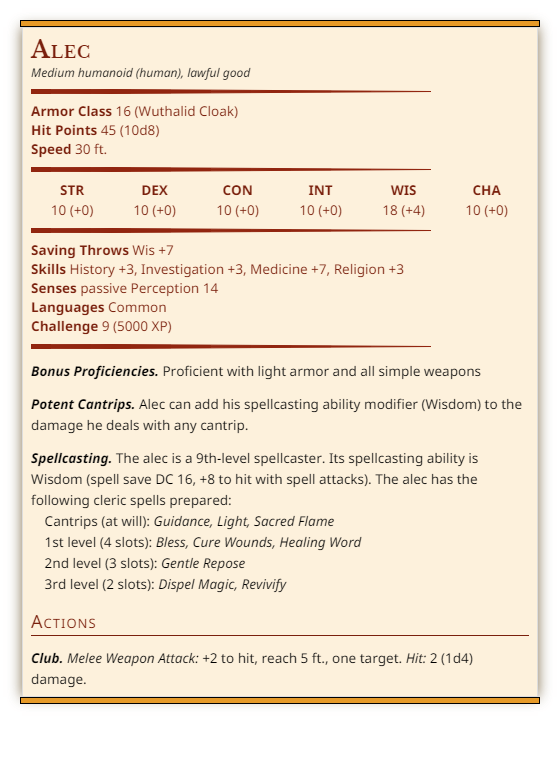 Alec
Medium humanoid (human), lawful good
Armor Class 16 (Wuthalid Cloak)
Hit Points 45 (10d8)
Speed 30 ft.
STR DEX CON INT WIS CHA
10 (+0) 10 (+0) 10 (+0) 10 (+0) 18 (+4) 10 (+0)
Saving Throws Wis +7
Skills History +3, Investigation +3, Medicine +7, Religion +3
Senses passive Perception 14
Languages Common
Challenge 9 (5000 XP)
Bonus Proficiencies. Proficient with light armor and all simple weapons
Potent Cantrips. Alec can add his spellcasting ability modifier (Wisdom) to the
damage he deals with any cantrip.
Spellcasting. The alec is a 9th-level spellcaster. Its spellcasting ability is
Wisdom (spell save DC 16, +8 to hit with spell attacks). The alec has the
following cleric spells prepared:
Cantrips (at will): Guidance, Light, Sacred Flame
1st level (4 slots): Bless, Cure Wounds, Healing Word
2nd level (3 slots): Gentle Repose
3rd level (2 slots): Dispel Magic, Revivify
Actions
Club. Melee Weapon Attack: +2 to hit, reach 5 ft., one target. Hit: 2 (1d4)
damage.